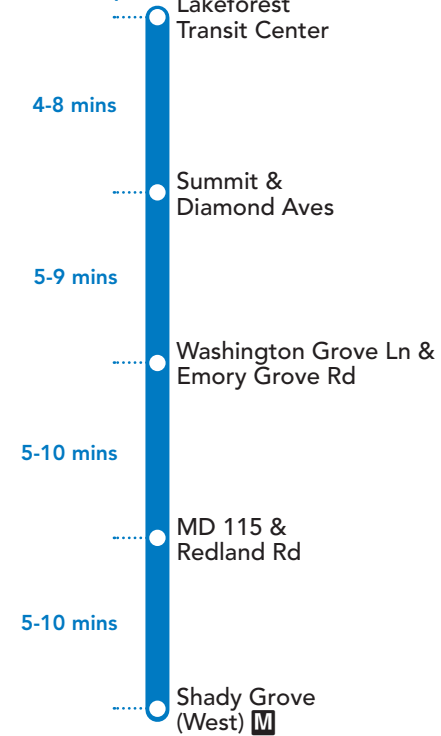 Lakeforest
Transit Center
4-8 mins
Summit &
Diamond Aves
5-9 mins
Washington Grove Ln &
Emory Grove Rd
5-10 mins
MD 115 &
Redland Rd
5-10 mins
Shady Grove
(West) M